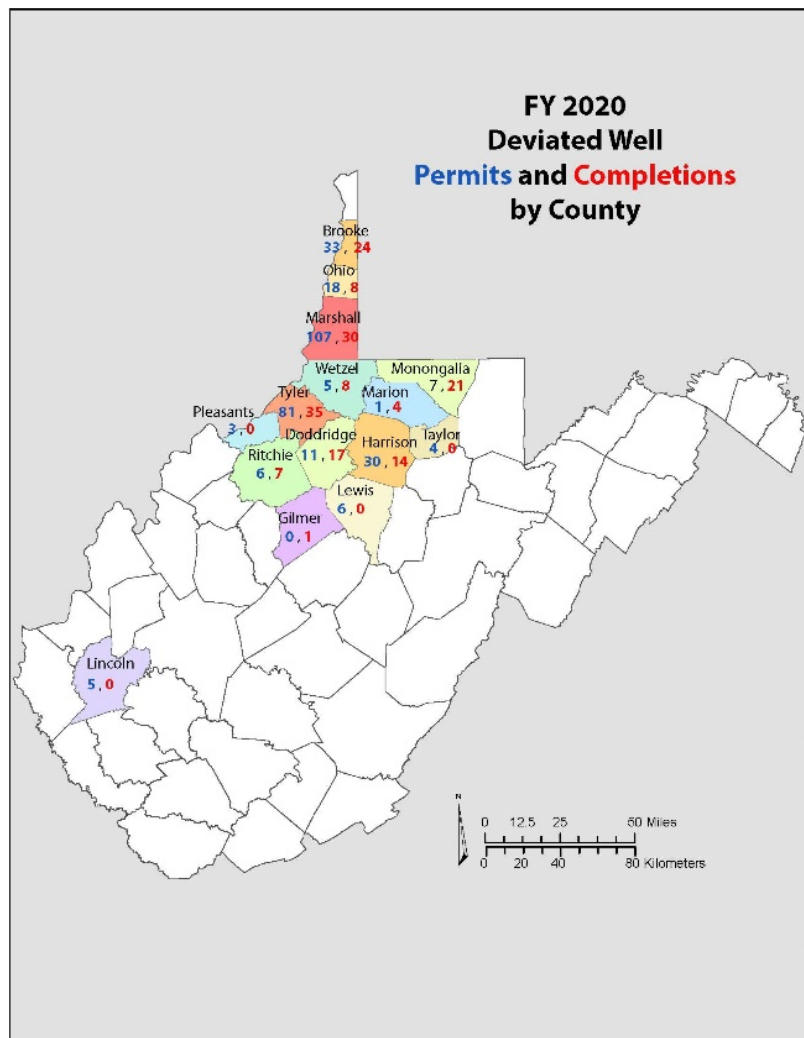 FY 2020
Deviated Well
Permits and Completions
by County
Brooke
33 , 24
Ohio
18 , 8
Marshall
107 , 30
Wetzel
5 , 8
Monongalia
7 , 21
Marion
1 , 4
Tyler
81 , 35
Pleasants
3 , 0
Doddridge
11 , 17
Harrison
30 , 14
Taylor
4 , 0
Ritchie
6 , 7
Lewis
6 , 0
Gilmer
0 , 1
Lincoln
5 , 0
N
0 12.5 25 50 Miles
0 20 40 80 Kilometers